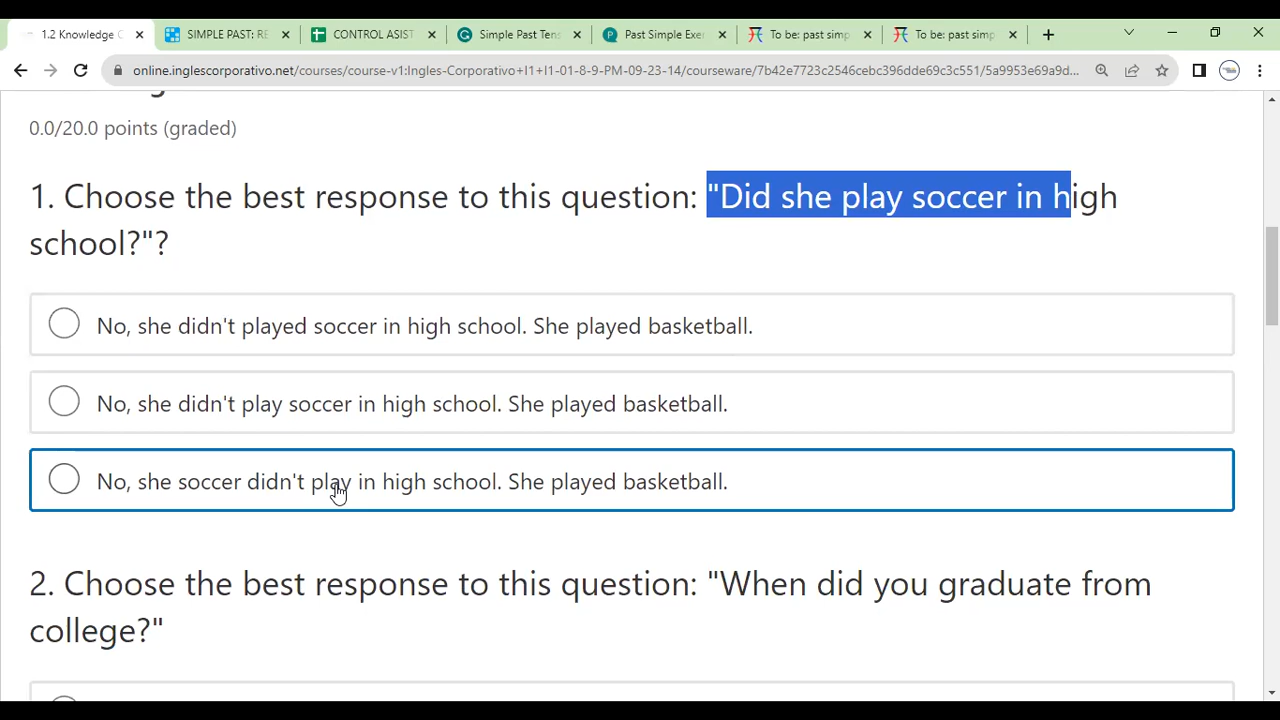 1.2 Knowledge C
SIMPLE PAST: RE
CONTROL ASIST
Simple Past Tens
Past Simple Exer
To be: past simp
To be: past simp
online.inglescorporativo.net/courses/course-v1:Ingles-Corporativo+I1+I1-01-8-9-PM-09-23-14/courseware/7b42e7723c2546cebc396dde69c3c551/5a9953e69a9d...
0.0/20.0 points (graded)
1. Choose the best response to this question: "Did she play soccer in high
school?"?
No, she didn't played soccer in high school. She played basketball.
No, she didn't play soccer in high school. She played basketball.
No, she soccer didn't play in high school. She played basketball.
2. Choose the best response to this question: "When did you graduate from
college?"